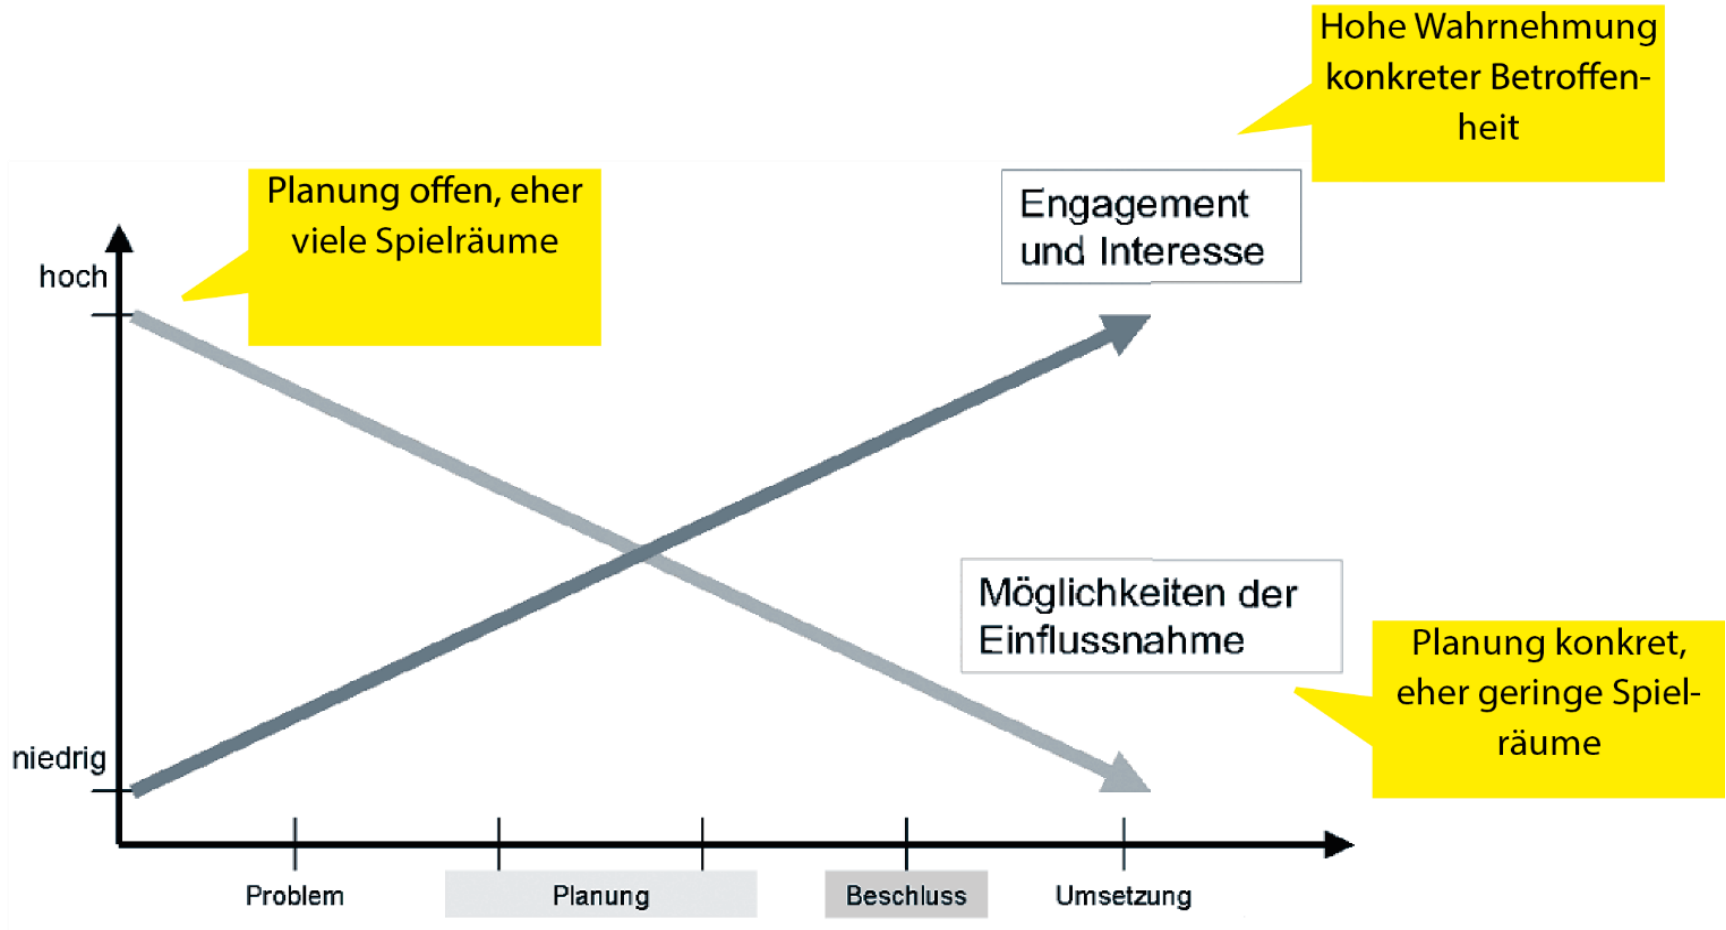 Hohe Wahrnehmung
konkreter Betroffen-
heit
Planung offen, eher
viele Spielräume
Engagement
und Interesse
hoch
Möglichkeiten der
Einflussnahme
Planung konkret,
eher geringe Spiel-
räume
niedrig
Problem
Planung
Beschluss
Umsetzung